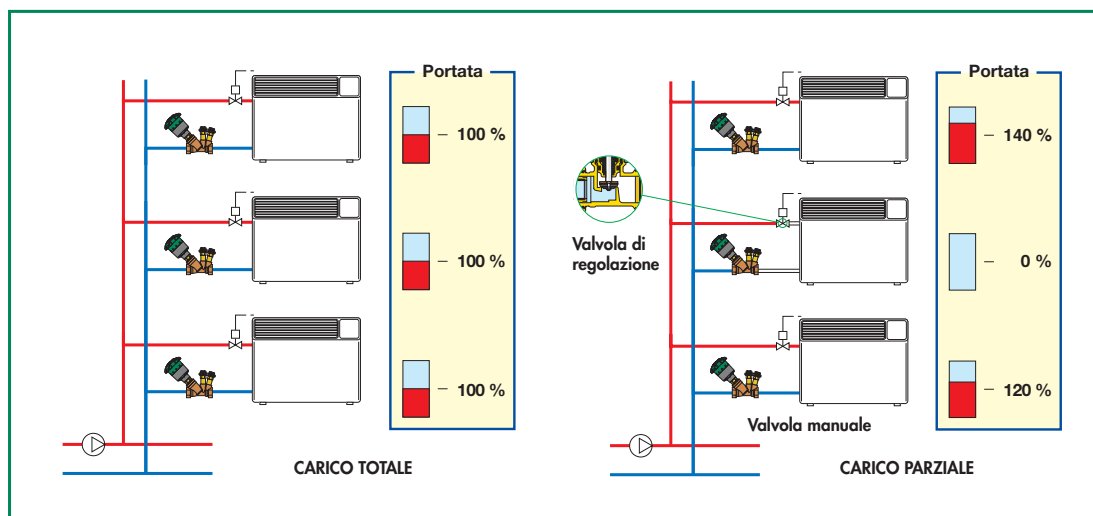 Portata
100 %
100 %
100 %
CARICO TOTALE
Portata
140 %
0 %
120 %
Valvola di
regolazione
Valvola manuale
CARICO PARZIALE